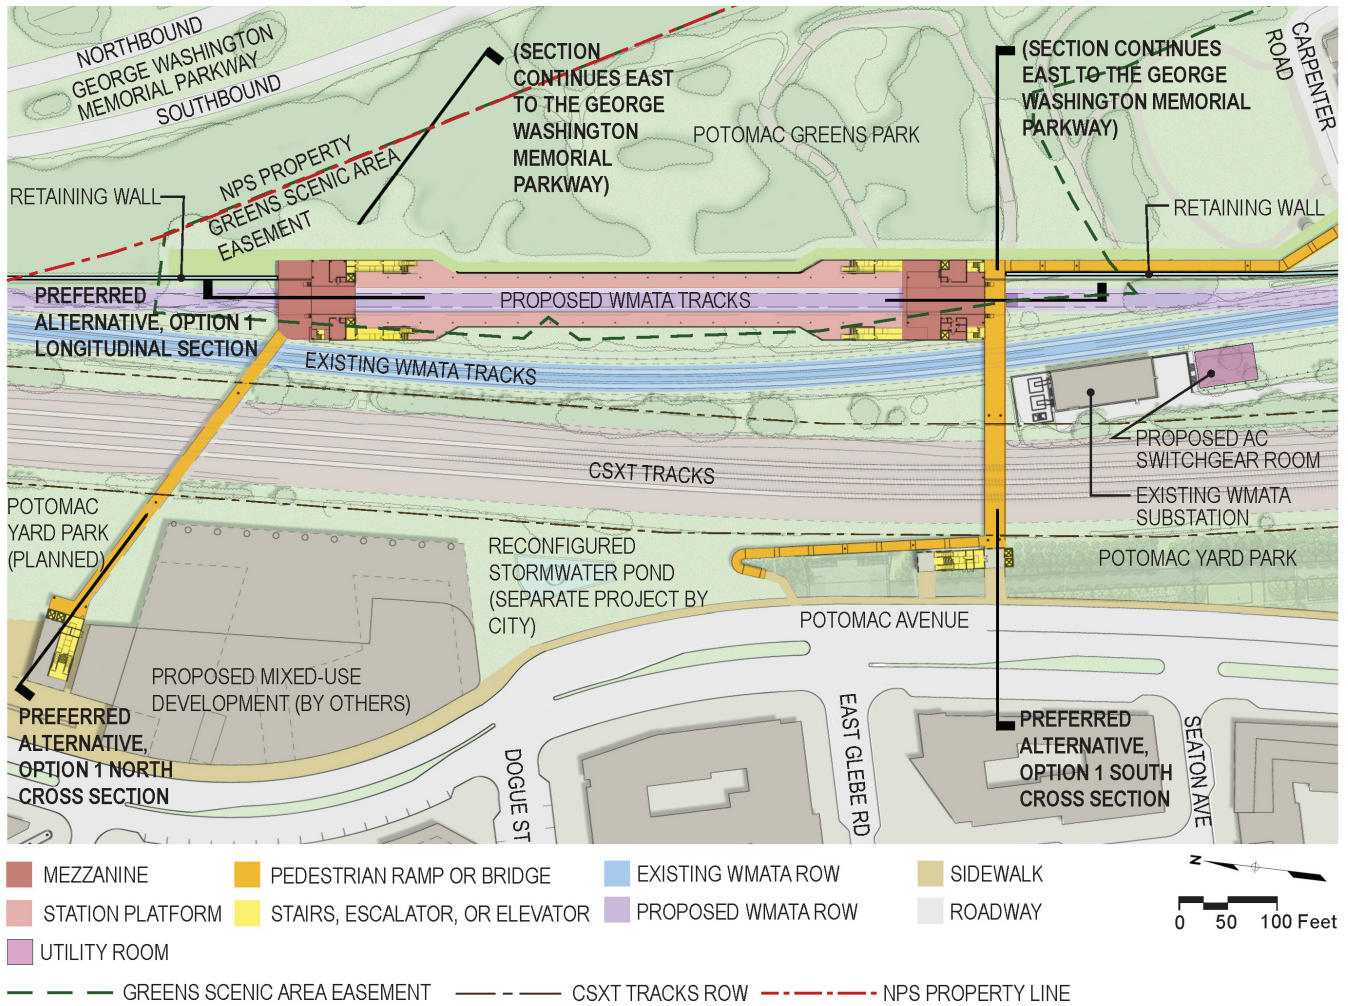 NORTHBOUND
GEORGE WASHINGTON
MEMORIAL PARKWAY
SOUTHBOUND
(SECTION
CONTINUES EAST
TO THE GEORGE
WASHINGTON
MEMORIAL
PARKWAY)
POTOMAC GREENS PARK
(SECTION CONTINUES
EAST TO THE GEORGE
WASHINGTON MEMORIAL
PARKWAY)
CARPENTER
ROAD
NPS PROPERTY
GREENS SCENIC AREA
EASEMENT
RETAINING WALL
RETAINING WALL
PREFERRED
ALTERNATIVE, OPTION 1
LONGITUDINAL SECTION
PROPOSED WMATA TRACKS
EXISTING WMATA TRACKS
CSXT TRACKS
PROPOSED AC
SWITCHGEAR ROOM
EXISTING WMATA
SUBSTATION
POTOMAC
YARD PARK
(PLANNED)
RECONFIGURED
STORMWATER POND
(SEPARATE PROJECT BY
CITY)
POTOMAC YARD PARK
POTOMAC AVENUE
PROPOSED MIXED-USE
DEVELOPMENT (BY OTHERS)
PREFERRED
ALTERNATIVE,
OPTION 1 NORTH
CROSS SECTION
DOGUE ST
EAST GLEBE RD
PREFERRED
ALTERNATIVE,
OPTION 1 SOUTH
CROSS SECTION
SEATON AVE
MEZZANINE
PEDESTRIAN RAMP OR BRIDGE
EXISTING WMATA ROW
SIDEWALK
N
STATION PLATFORM
STAIRS, ESCALATOR, OR ELEVATOR
PROPOSED WMATA ROW
ROADWAY
0 50 100 Feet
UTILITY ROOM
GREENS SCENIC AREA EASEMENT
CSXT TRACKS ROW
NPS PROPERTY LINE